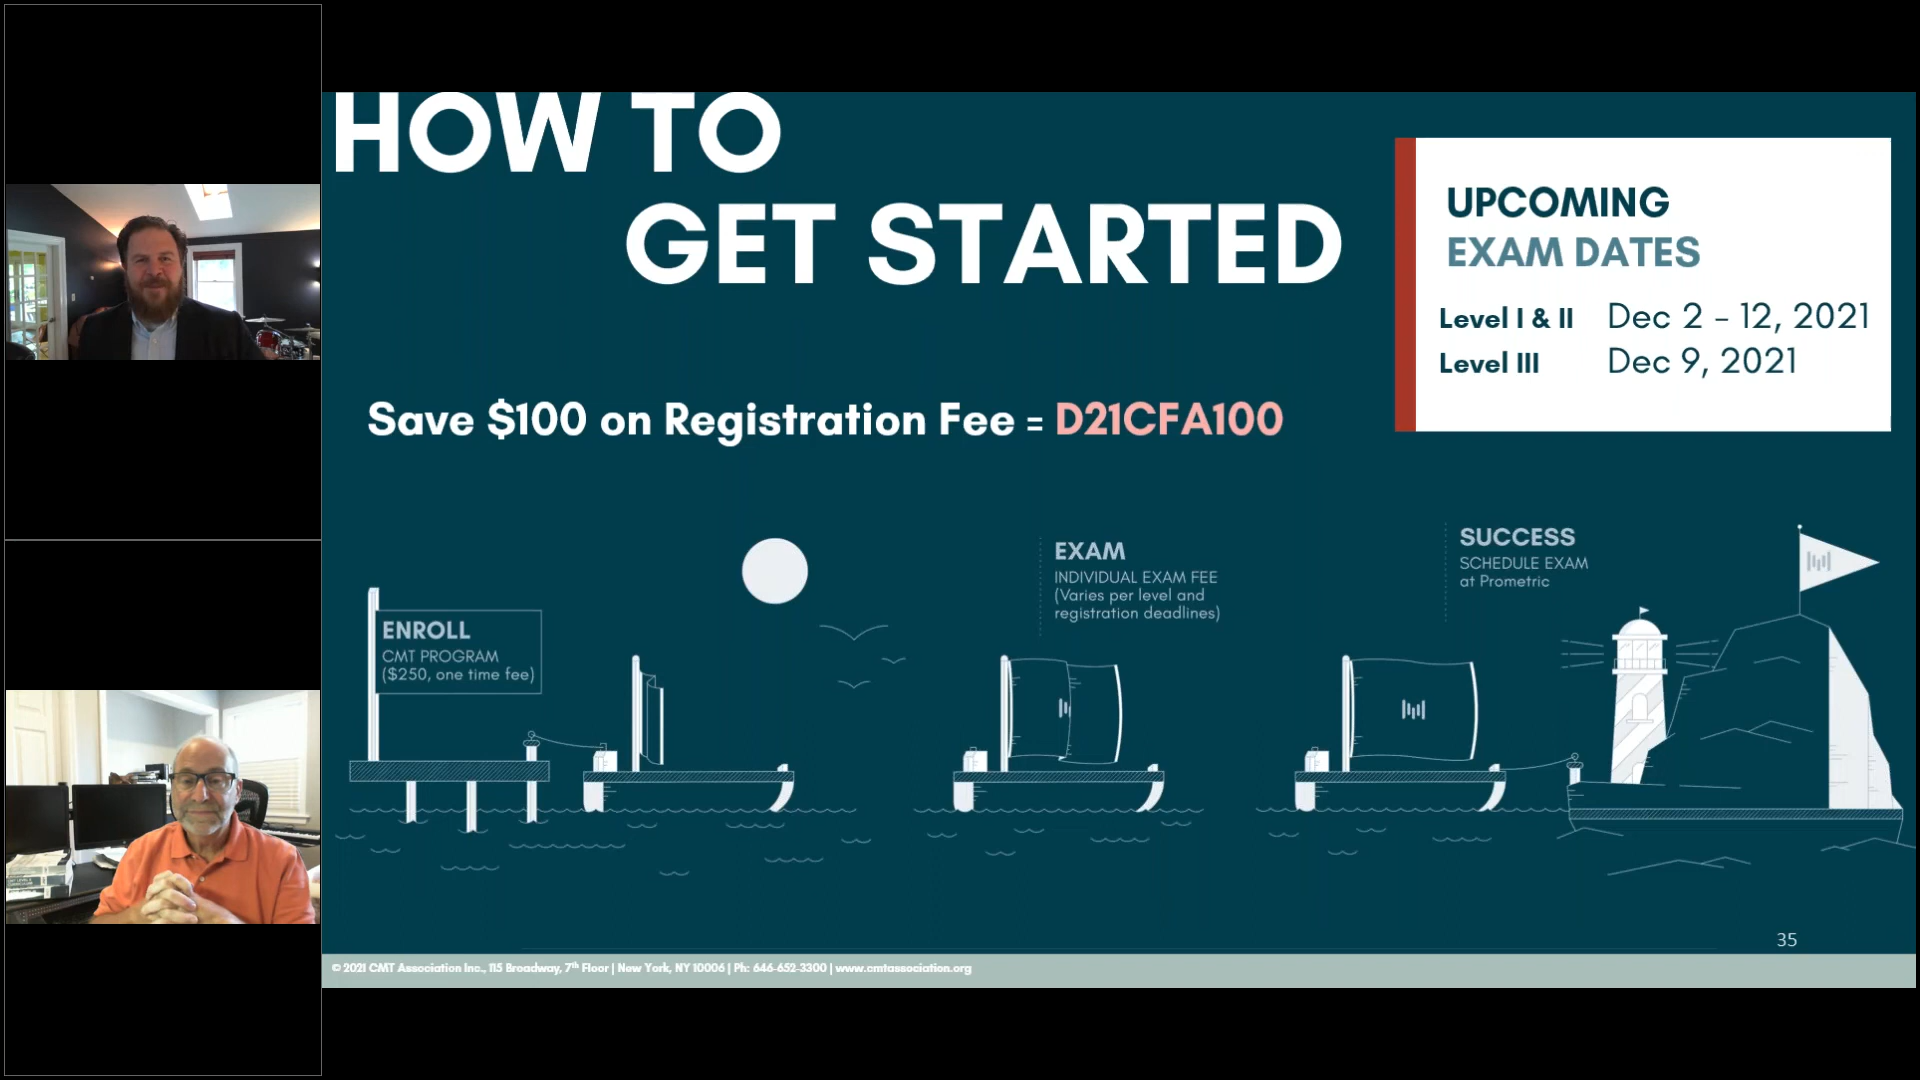 HOW TO
GET STARTED
UPCOMING
EXAM DATES
Level I & II Dec 2 - 12, 2021
Level III Dec 9, 2021
Save $100 on Registration Fee = D21CFA100
ENROLL
CMT PROGRAM
($250, one time fee)
EXAM
INDIVIDUAL EXAM FEE
(Varies per level and
registration deadlines)
SUCCESS
SCHEDULE EXAM
at Prometric
35
© 2021 CMT Association Inc., 115 Broadway, 7th Floor | New York, NY 10006 | Ph: 646-652-3300 | www.cmtassociation.org